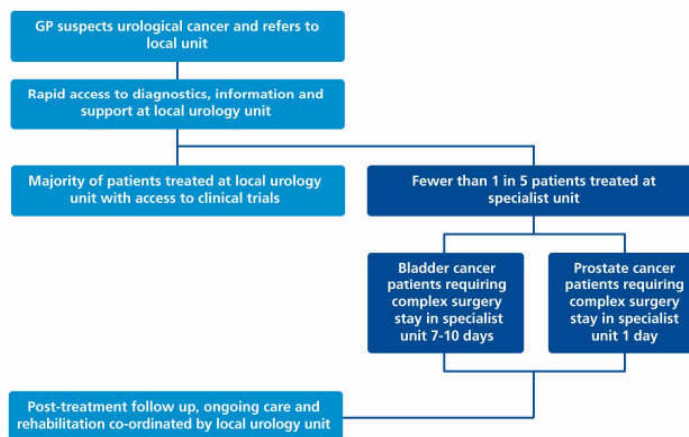 GP suspects urological cancer and refers to
local unit
Rapid access to diagnostics, information and
support at local urology unit
Majority of patients treated at local urology
unit with access to clinical trials
Fewer than 1 in 5 patients treated at
specialist unit
Bladder cancer
patients requiring
complex surgery
stay in specialist
unit 7-10 days
Prostate cancer
patients requiring
complex surgery
stay in specialist
unit 1 day
Post-treatment follow up, ongoing care and
rehabilitation co-ordinated by local urology unit